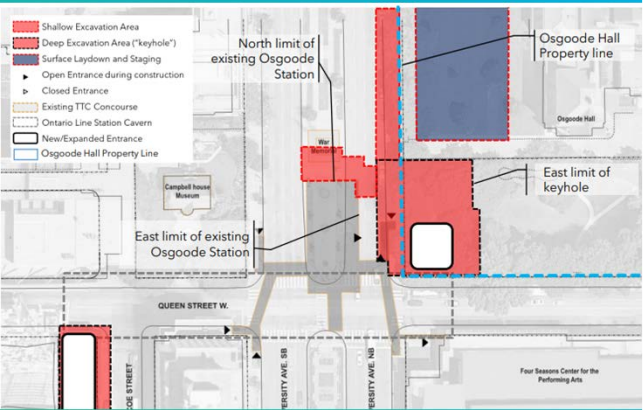 Shallow Excavation Area
Deep Excavation Area ("keyhole")
Surface Laydown and Staging
Open Entrance during construction
Closed Entrance
Existing TTC Concourse
Ontario Line Station Cavern
New/Expanded Entrance
Osgoode Hall Property Line
North limit of
existing Osgoode
Station
Osgoode Hall
Property line
Osgoode Hall
War
Memorial
Campbell house
Museum
East limit of
keyhole
East limit of existing
Osgoode Station
QUEEN STREET W.
OE STREET
ERSITY AVE. SB
ERSITY AVE. NB
Four Seasons Center for the
Performing Arts